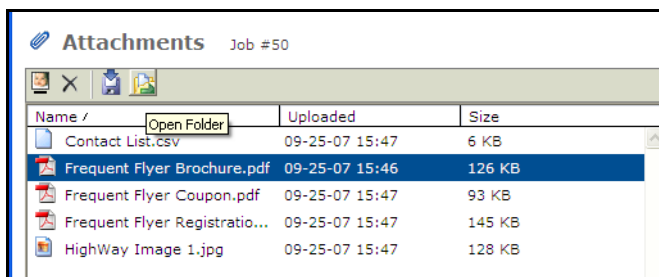 Attachments Job #50
Name / Uploaded Size
Open Folder
Contact List.csv 09-25-07 15:47 6 KB
Frequent Flyer Brochure.pdf 09-25-07 15:46 126 KB
Frequent Flyer Coupon.pdf 09-25-07 15:47 93 KB
Frequent Flyer Registratio... 09-25-07 15:47 145 KB
HighWay Image 1.jpg 09-25-07 15:47 128 KB